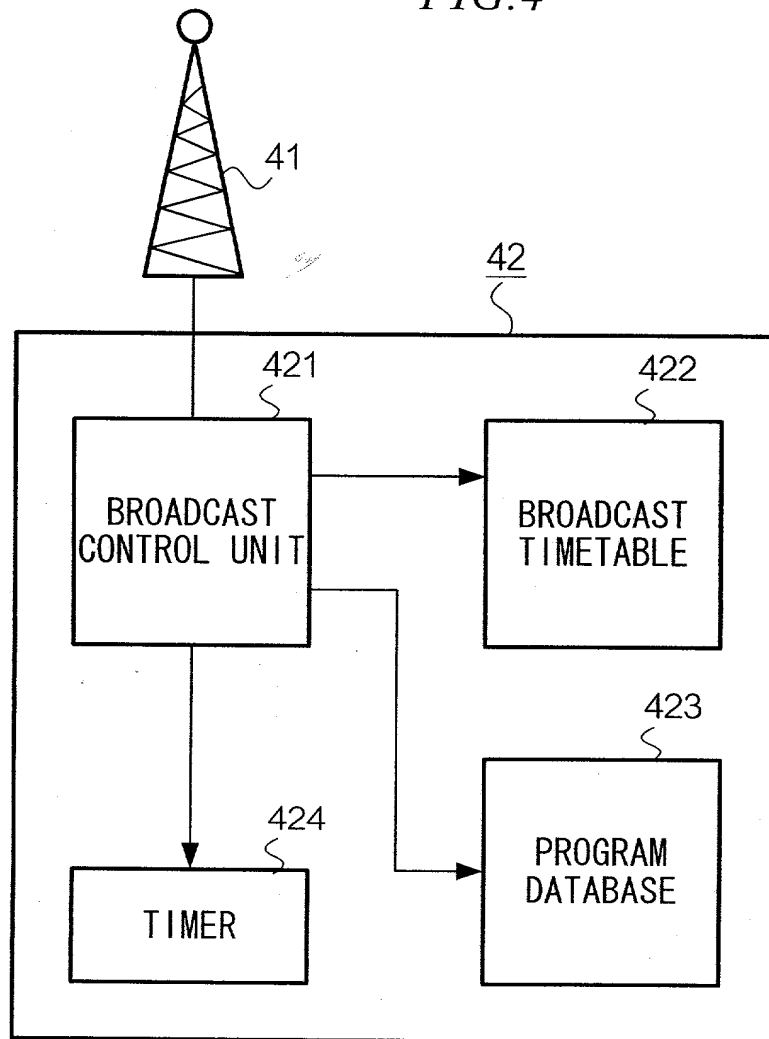 FIG.4
41
42
421
422
BROADCAST
CONTROL UNIT
BROADCAST
TIMETABLE
423
424
PROGRAM
DATABASE
TIMER